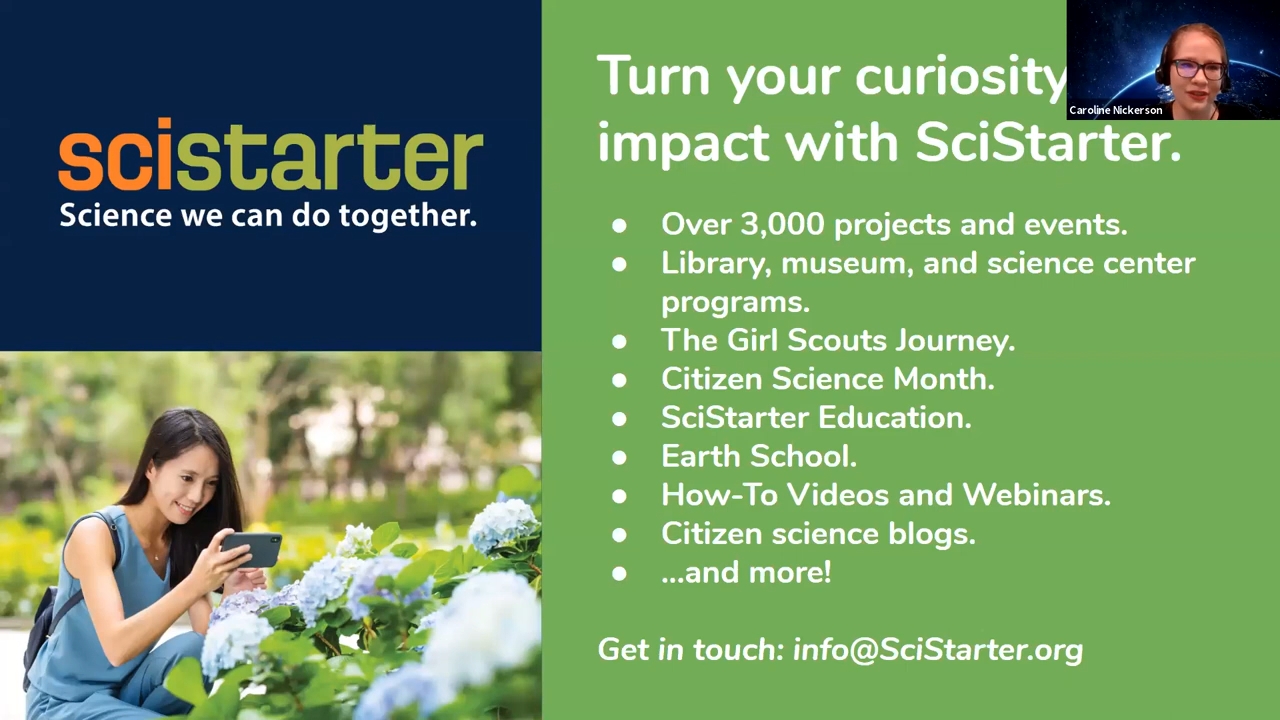 scistarter
Science we can do together.
Turn your curiosity
impact with SciStarter.
● Over 3,000 projects and events.
● Library, museum, and science center
programs.
● The Girl Scouts Journey.
● Citizen Science Month.
● SciStarter Education.
● Earth School.
● How-To Videos and Webinars.
● Citizen science blogs.
● ...and more!
Get in touch: info@SciStarter.org
Caroline Nickerson